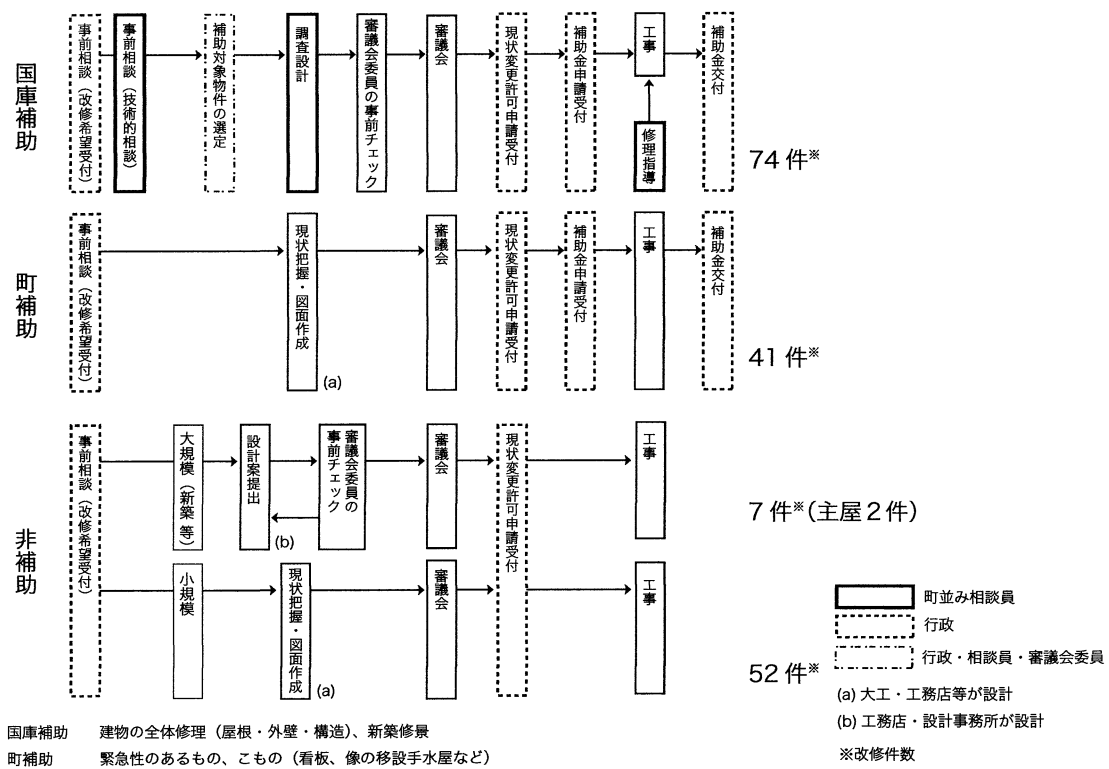 国庫補助
事前相談（改修希望受付）
事前相談（技術的相談）
補助対象物件の選定
調査設計
審議会委員の事前チェック
審議会
現状変更許可申請受付
補助金申請受付
工事
修理指導
補助金交付
74 件※
町補助
事前相談（改修希望受付）
現状把握・図面作成
(a)
審議会
現状変更許可申請受付
補助金申請受付
工事
補助金交付
41 件※
非補助
事前相談（改修希望受付）
大規模（新築 等）
設計案提出
(b)
審議会委員の
事前チェック
審議会
現状変更許可申請受付
工事
7 件※（主屋 2 件）
小規模
現状把握・図面作成
(a)
審議会
工事
52 件※
町並み相談員
行政
行政・相談員・審議会委員
(a) 大工・工務店等が設計
(b) 工務店・設計事務所が設計
※改修件数
国庫補助 建物の全体修理（屋根・外壁・構造）、新築修景
町補助 緊急性のあるもの、こもの（看板、像の移設手水屋など）